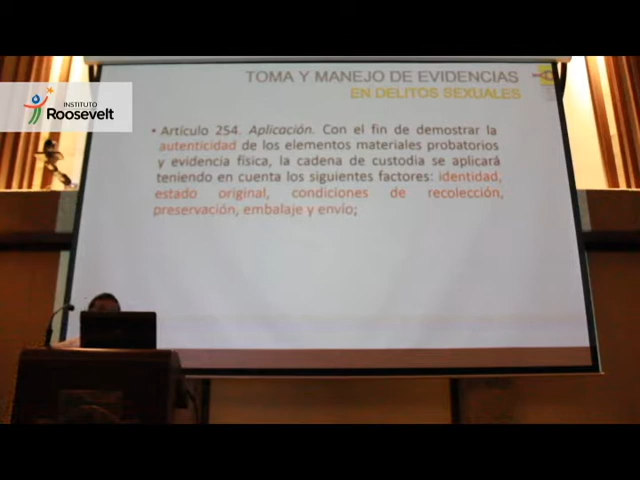 INSTITUTO
Roosevelt
TOMA Y MANEJO DE EVIDENCIAS
EN DELITOS SEXUALES
• Artículo 254. Aplicación. Con el fin de demostrar la
autenticidad de los elementos materiales probatorios
y evidencia física, la cadena de custodia se aplicará
teniendo en cuenta los siguientes factores: identidad,
estado original, condiciones de recolección,
preservación, embalaje y envío;